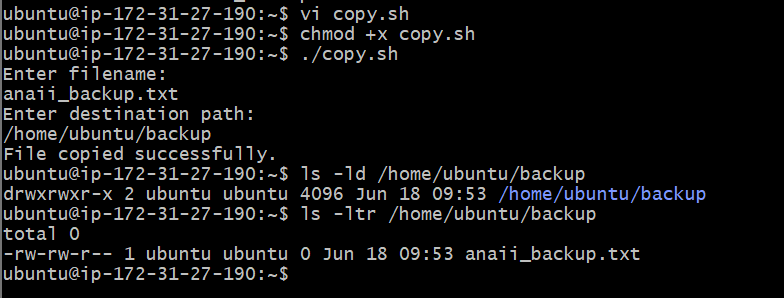 ubuntu@ip-172-31-27-190:~$ vi copy.sh
ubuntu@ip-172-31-27-190:~$ chmod +x copy.sh
ubuntu@ip-172-31-27-190:~$ ./copy.sh
Enter filename:
anaii_backup.txt
Enter destination path:
/home/ubuntu/backup
File copied successfully.
ubuntu@ip-172-31-27-190:~$ ls -ld /home/ubuntu/backup
drwxrwxr-x 2 ubuntu ubuntu 4096 Jun 18 09:53 /home/ubuntu/backup
ubuntu@ip-172-31-27-190:~$ ls -ltr /home/ubuntu/backup
total 0
-rw-rw-r-- 1 ubuntu ubuntu 0 Jun 18 09:53 anaii_backup.txt
ubuntu@ip-172-31-27-190:~$